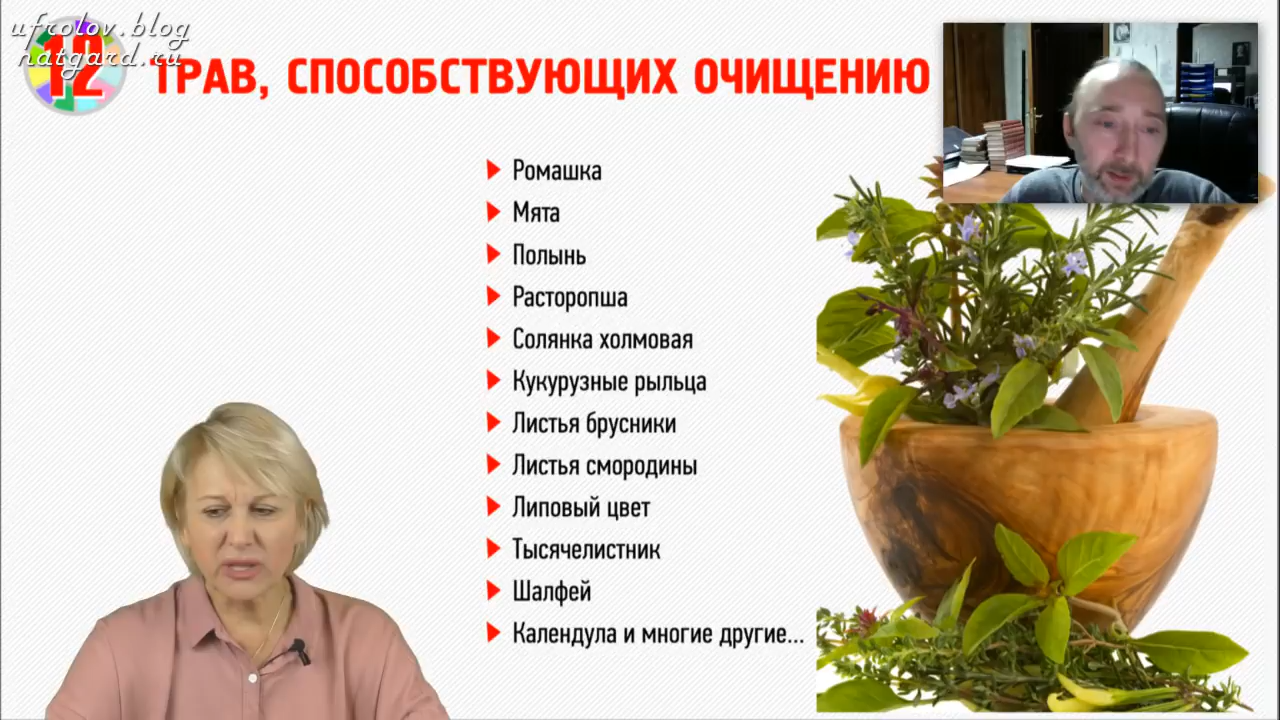 ufrolov.blog
natgard.ru
12 ТРАВ, СПОСОБСТВУЮЩИХ ОЧИЩЕНИЮ
Ромашка
Мята
Полынь
Расторопша
Солянка холмовая
Кукурузные рыльца
Листья брусники
Листья смородины
Липовый цвет
Тысячелистник
Шалфей
Календула и многие другие...